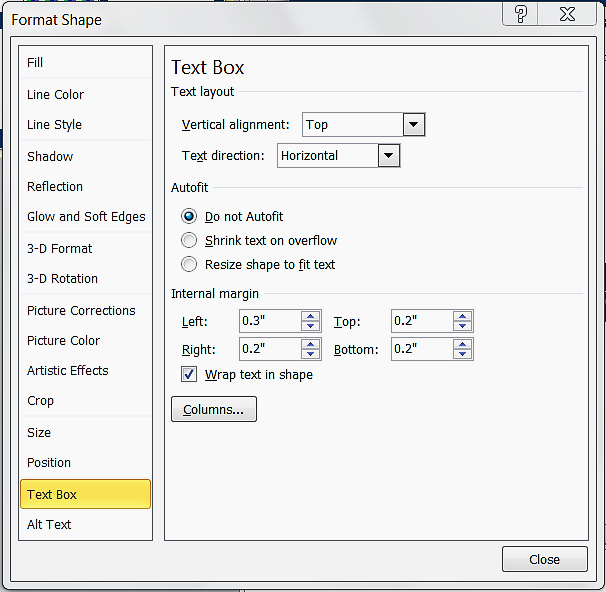 Format Shape
Fill
Line Color
Line Style
Shadow
Reflection
Glow and Soft Edges
3-D Format
3-D Rotation
Picture Corrections
Picture Color
Artistic Effects
Crop
Size
Position
Text Box
Alt Text
Text Box
Text layout
Vertical alignment: Top
Text direction: Horizontal
Autofit
Do not Autofit
Shrink text on overflow
Resize shape to fit text
Internal margin
Left: 0.3" Top: 0.2"
Right: 0.2" Bottom: 0.2"
Wrap text in shape
Columns...
Close